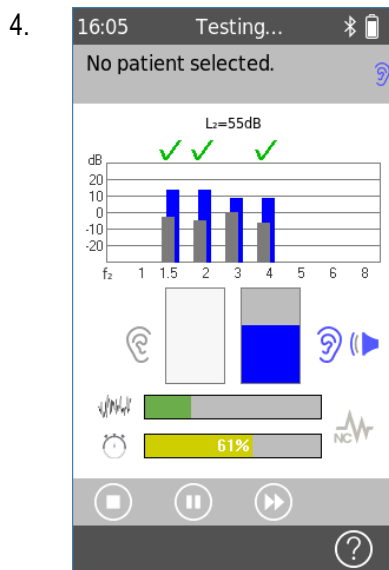 4.
16:05 Testing...
No patient selected.
L₂=55dB
dB
20
10
0
-10
-20
f₂ 1 1.5 2 3 4 5 6 8
NC
61%
?